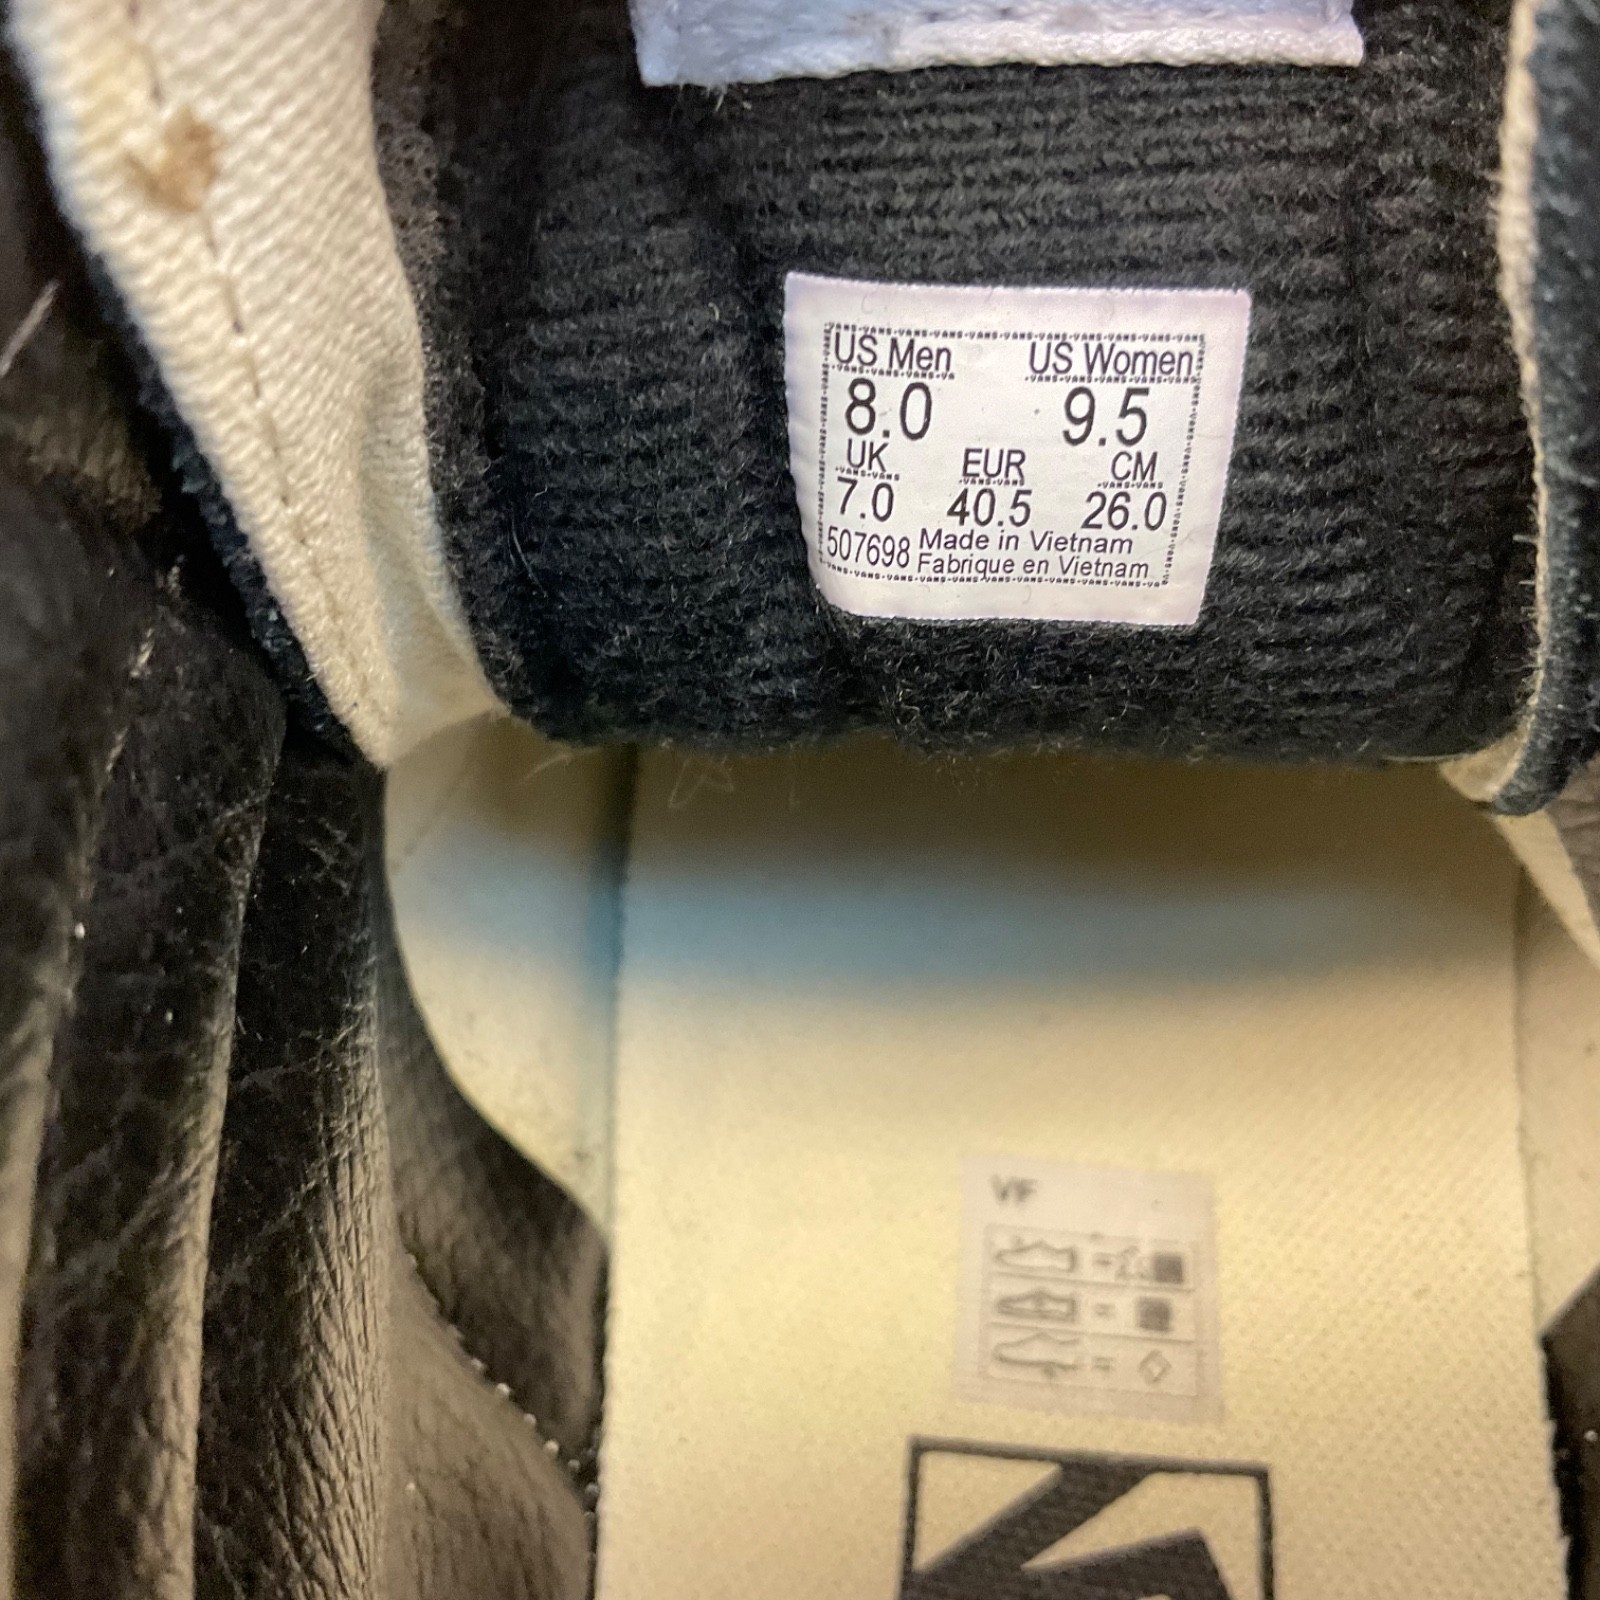 US Men US Women
8.0 9.5
UK EUR CM
7.0 40.5 26.0
507698 Made in Vietnam
Fabrique en Vietnam
VIF